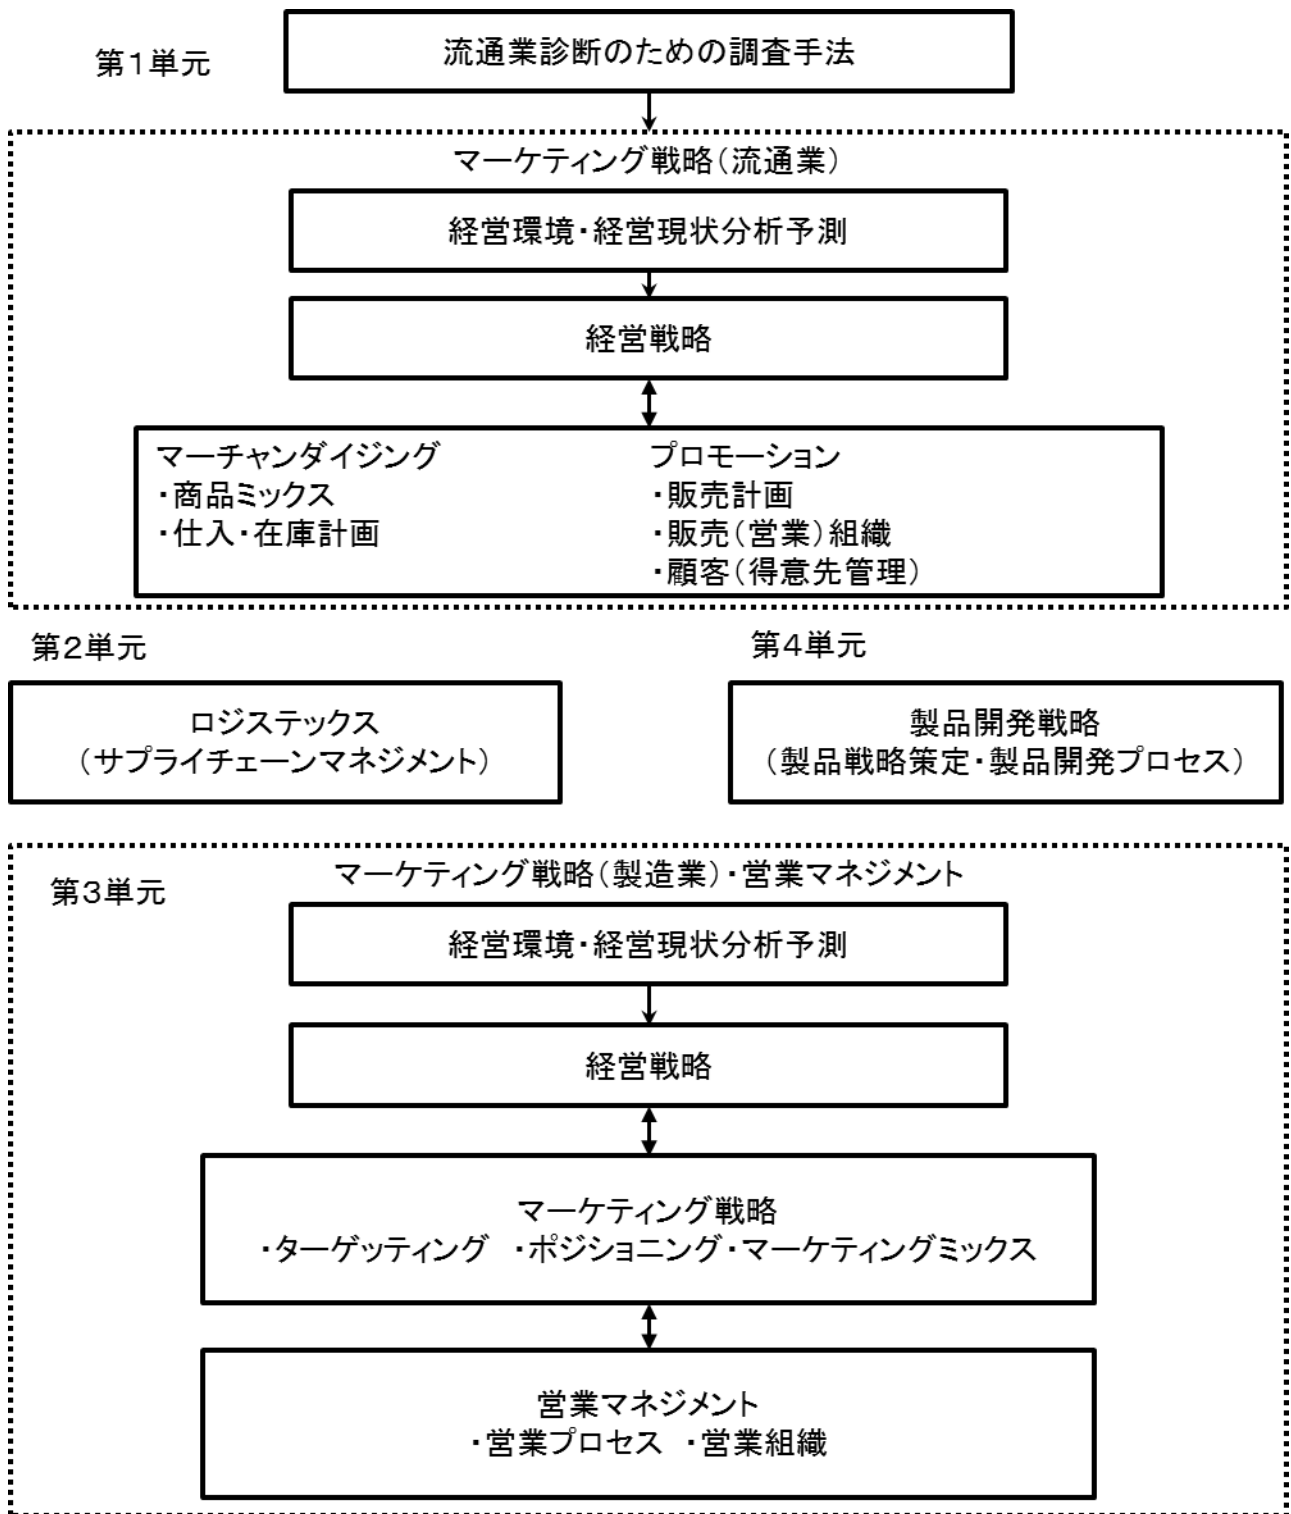 第1単元
流通業診断のための調査手法
マーケティング戦略（流通業）
経営環境・経営現状分析予測
経営戦略
マーチャンダイジング
・商品ミックス
・仕入・在庫計画
プロモーション
・販売計画
・販売（営業）組織
・顧客（得意先管理）
第2単元
ロジステックス
（サプライチェーンマネジメント）
第4単元
製品開発戦略
（製品戦略策定・製品開発プロセス）
第3単元
マーケティング戦略（製造業）・営業マネジメント
経営環境・経営現状分析予測
経営戦略
マーケティング戦略
・ターゲッティング ・ポジショニング・マーケティングミックス
営業マネジメント
・営業プロセス ・営業組織